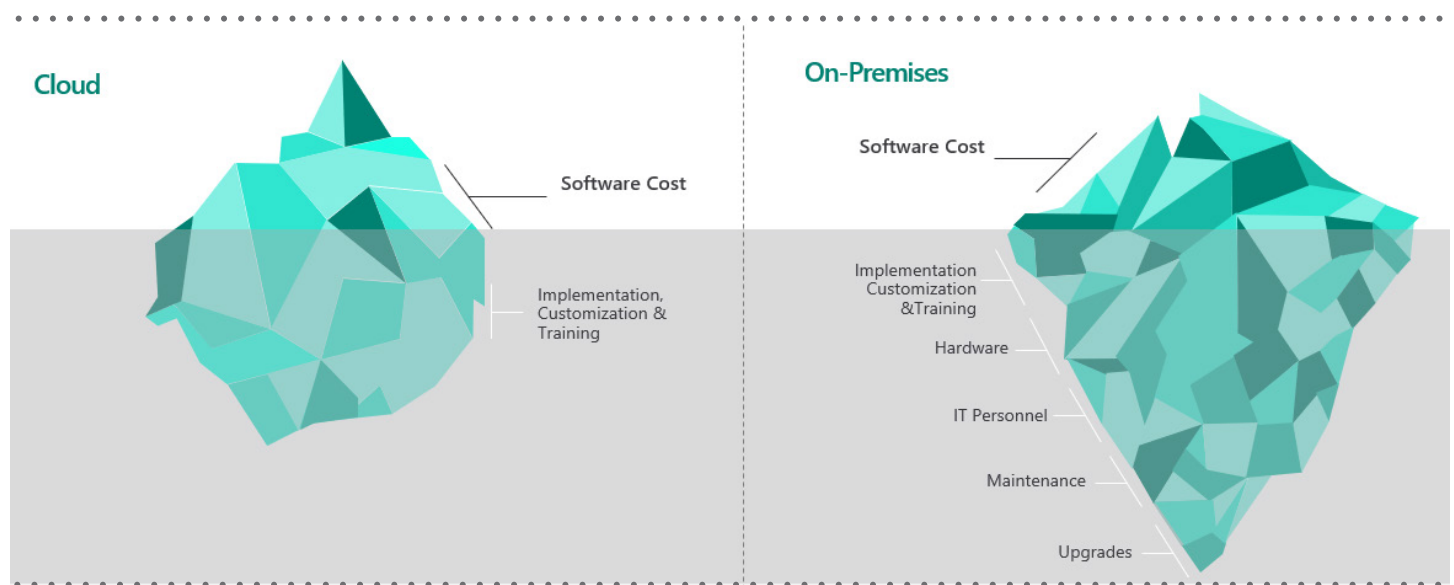 Cloud
Software Cost
Implementation,
Customization &
Training
On-Premises
Software Cost
Implementation
Customization
&Training
Hardware
IT Personnel
Maintenance
Upgrades